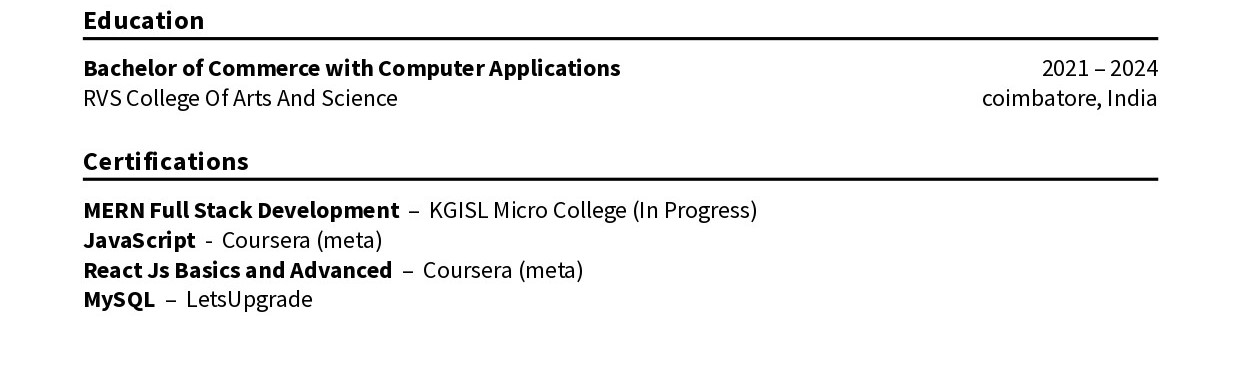 Education
Bachelor of Commerce with Computer Applications 2021 – 2024
RVS College Of Arts And Science coimbatore, India
Certifications
MERN Full Stack Development – KGISL Micro College (In Progress)
JavaScript - Coursera (meta)
React Js Basics and Advanced – Coursera (meta)
MySQL – LetsUpgrade